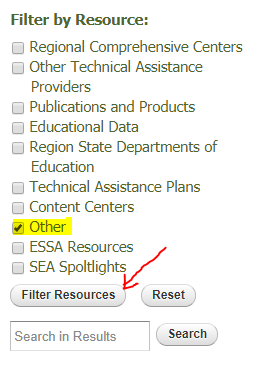 Filter by Resource:
Regional Comprehensive Centers
Other Technical Assistance
Providers
Publications and Products
Educational Data
Region State Departments of
Education
Technical Assistance Plans
Content Centers
Other
ESSA Resources
SEA Spoltlights
Filter Resources Reset
Search in Results Search